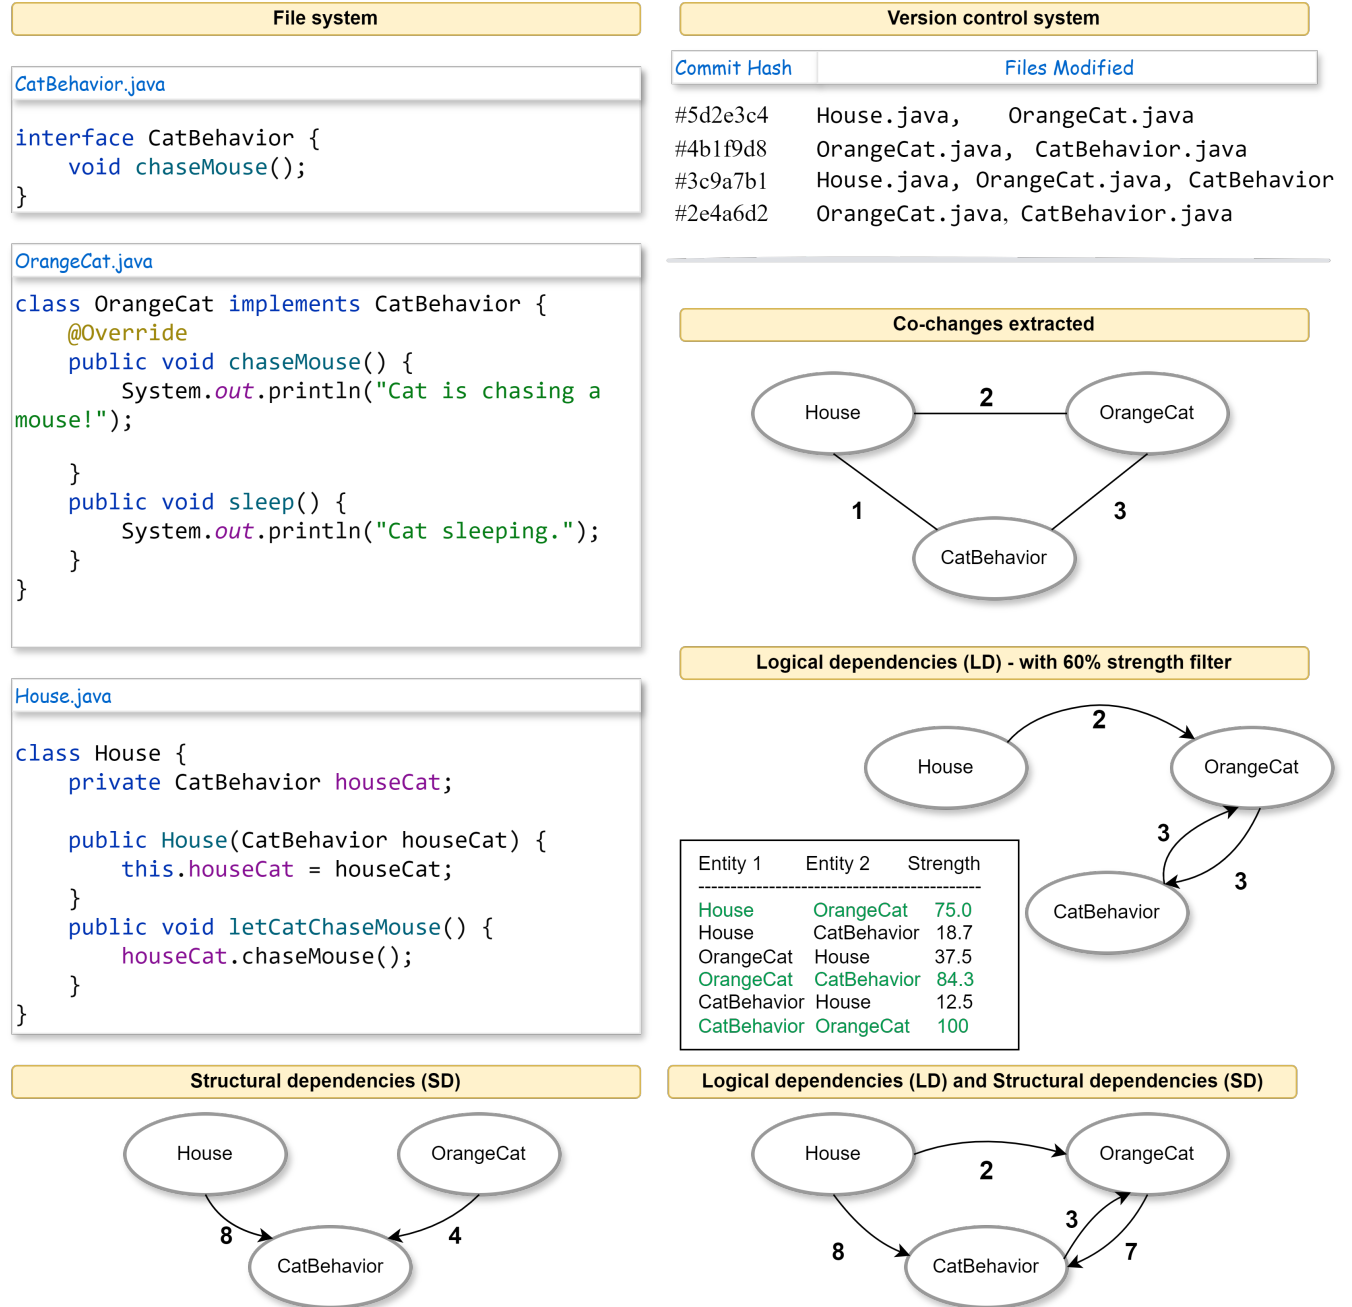 File system
CatBehavior.java
interface CatBehavior {
    void chaseMouse();
}
OrangeCat.java
class OrangeCat implements CatBehavior {
    @Override
    public void chaseMouse() {
        System.out.println("Cat is chasing a
mouse!");
    }
    public void sleep() {
        System.out.println("Cat sleeping.");
    }
}
House.java
class House {
    private CatBehavior houseCat;
    public House(CatBehavior houseCat) {
        this.houseCat = houseCat;
    }
    public void letCatChaseMouse() {
        houseCat.chaseMouse();
    }
}
Structural dependencies (SD)
House
OrangeCat
8
4
CatBehavior
Version control system
Commit Hash Files Modified
#5d2e3c4 House.java, OrangeCat.java
#4b1f9d8 OrangeCat.java, CatBehavior.java
#3c9a7b1 House.java, OrangeCat.java, CatBehavior
#2e4a6d2 OrangeCat.java, CatBehavior.java
Co-changes extracted
House
2
OrangeCat
1
3
CatBehavior
Logical dependencies (LD) - with 60% strength filter
2
House
OrangeCat
3
3
CatBehavior
Entity 1 Entity 2 Strength
--------------------------------------------
House OrangeCat 75.0
House CatBehavior 18.7
OrangeCat House 37.5
OrangeCat CatBehavior 84.3
CatBehavior House 12.5
CatBehavior OrangeCat 100
Logical dependencies (LD) and Structural dependencies (SD)
House
OrangeCat
2
3
8
7
CatBehavior